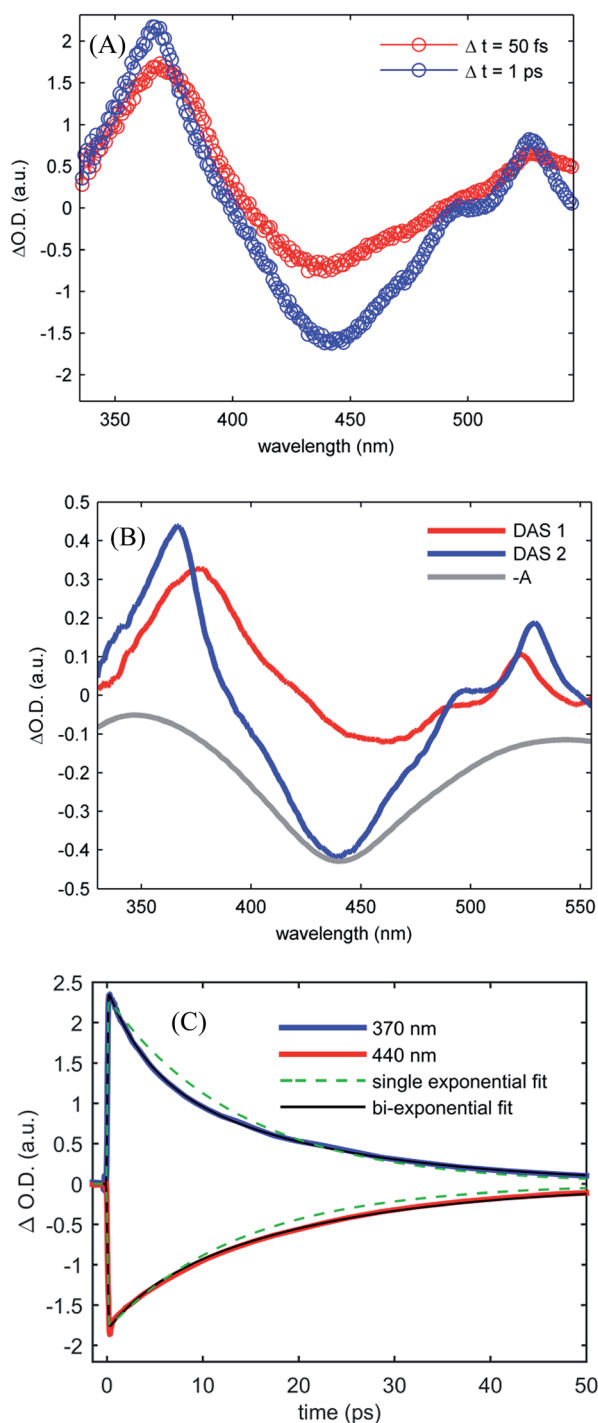 (A)
Δ t = 50 fs
Δ t = 1 ps
2
1.5
1
0.5
0
-0.5
-1
-1.5
-2
ΔO.D. (a.u.)
350 400 450 500
wavelength (nm)
(B)
DAS 1
DAS 2
-A
0.5
0.4
0.3
0.2
0.1
0
-0.1
-0.2
-0.3
-0.4
-0.5
ΔO.D. (a.u.)
350 400 450 500 550
wavelength (nm)
(C)
370 nm
440 nm
single exponential fit
bi-exponential fit
2.5
2
1.5
1
0.5
0
-0.5
-1
-1.5
-2
Δ O.D. (a.u.)
0 10 20 30 40 50
time (ps)